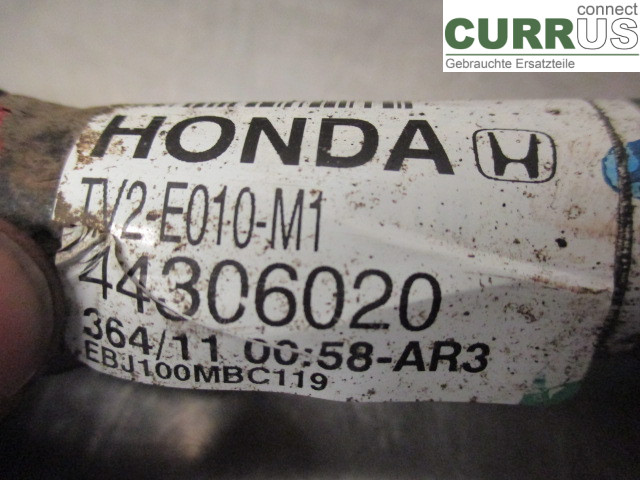 connect
CURRUS
Gebrauchte Ersatzteile
HONDA
TV2-E010-M1
44306020
364/11 00:58-AR3
EBJ100MBC119